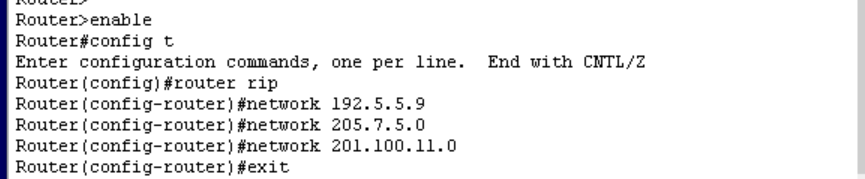 Router>
Router>enable
Router#config t
Enter configuration commands, one per line.  End with CNTL/Z
Router(config)#router rip
Router(config-router)#network 192.5.5.9
Router(config-router)#network 205.7.5.0
Router(config-router)#network 201.100.11.0
Router(config-router)#exit